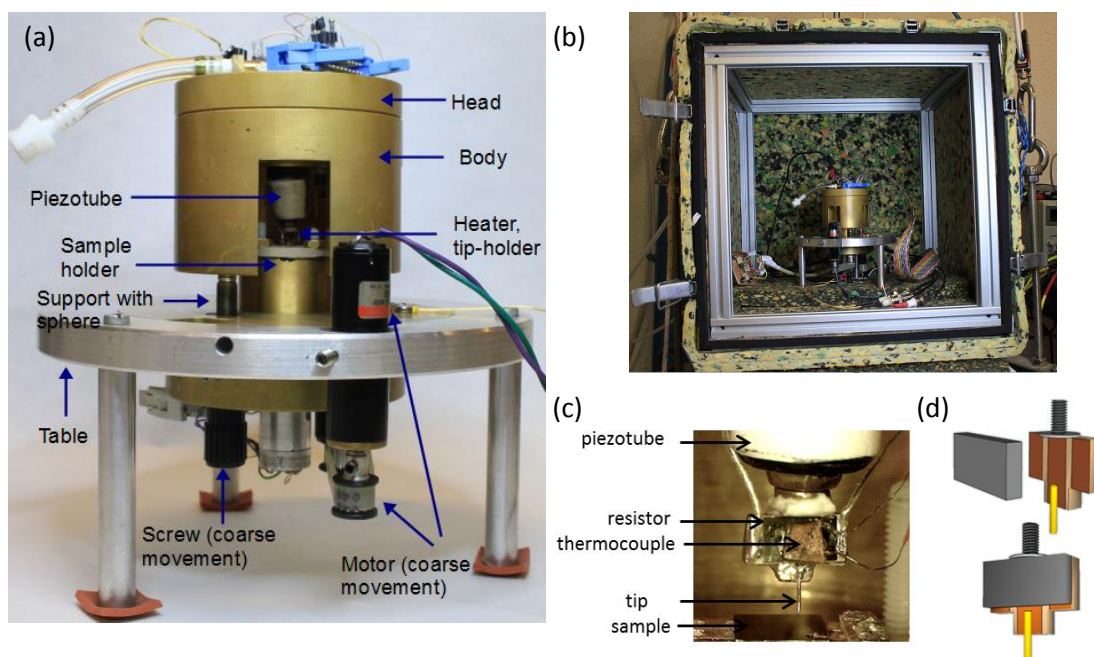 (a)
Head
Body
Piezotube
Heater,
tip-holder
Sample
holder
Support with
sphere
Table
Screw (coarse
movement)
Motor (coarse
movement)
(b)
(c)
piezotube
resistor
thermocouple
tip
sample
(d)